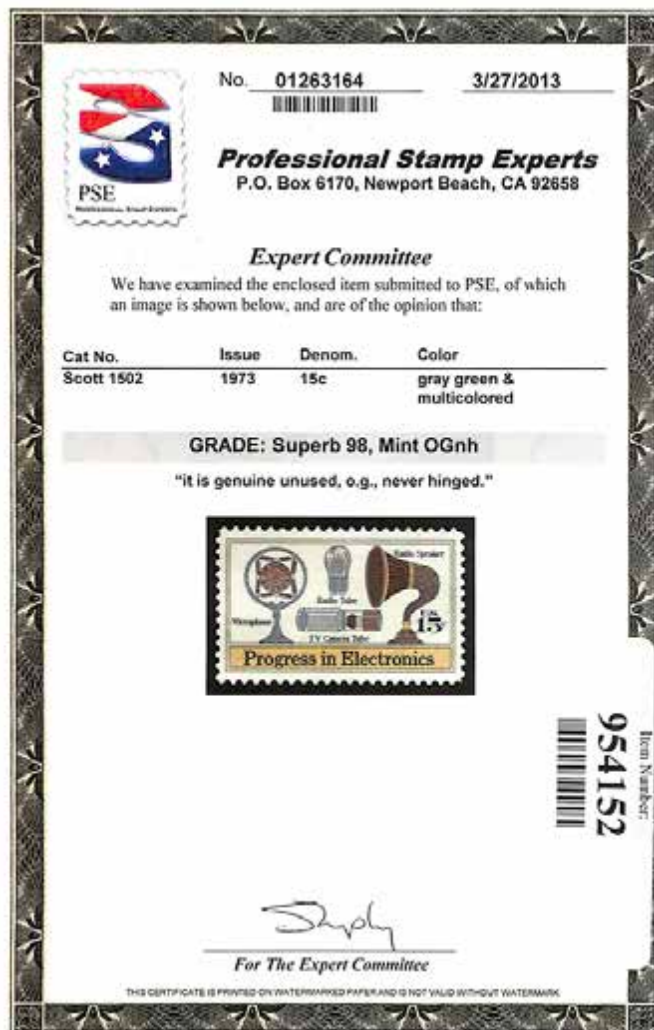 No. 01263164 3/27/2013
PSE
PROFESSIONAL STAMP EXPERTS
Professional Stamp Experts
P.O. Box 6170, Newport Beach, CA 92658
Expert Committee
We have examined the enclosed item submitted to PSE, of which
an image is shown below, and are of the opinion that:
Cat No. Issue Denom. Color
Scott 1502 1973 15c gray green &
multicolored
GRADE: Superb 98, Mint OGnh
"it is genuine unused, o.g., never hinged."
Radio Speaker
Radio Tube
Microphone
U.S.
15
TV Camera Tube
Progress in Electronics
Item Number:
954152
For The Expert Committee
THIS CERTIFICATE IS PRINTED ON WATERMARKED PAPER AND IS NOT VALID WITHOUT WATERMARK